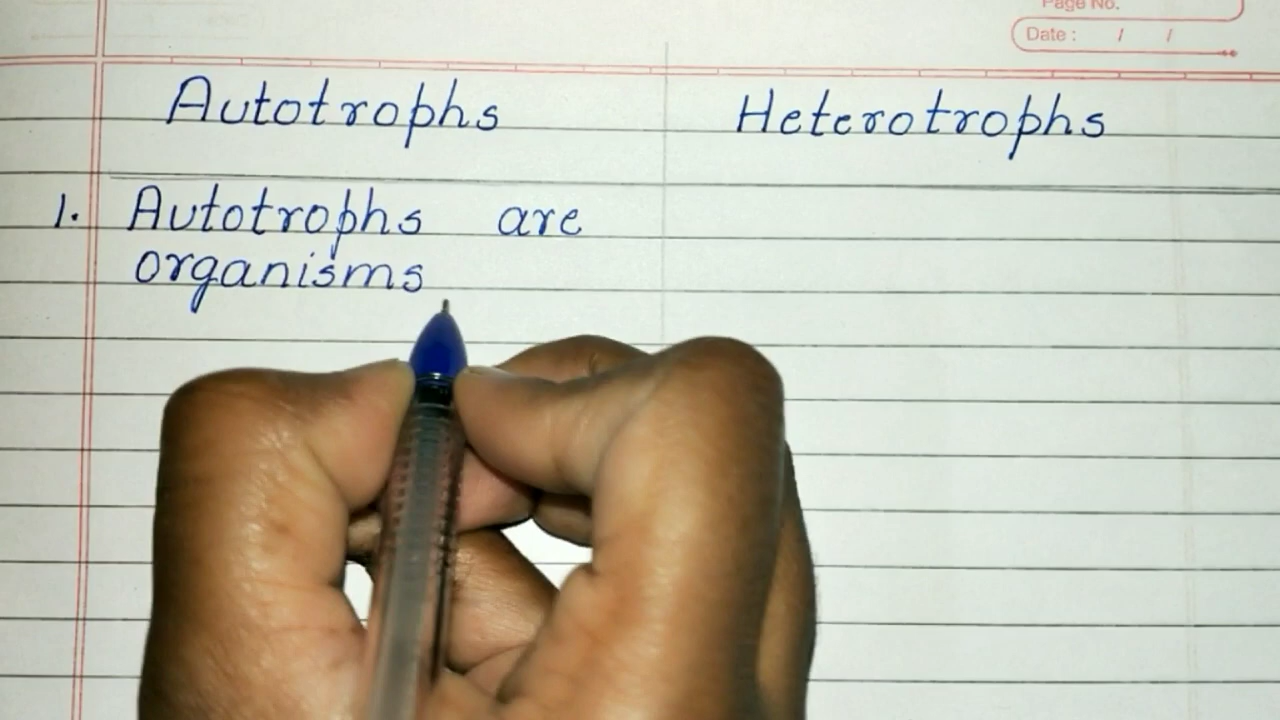 Page No.
Date : / /
Autotrophs Heterotrophs
1. Autotrophs are
organisms